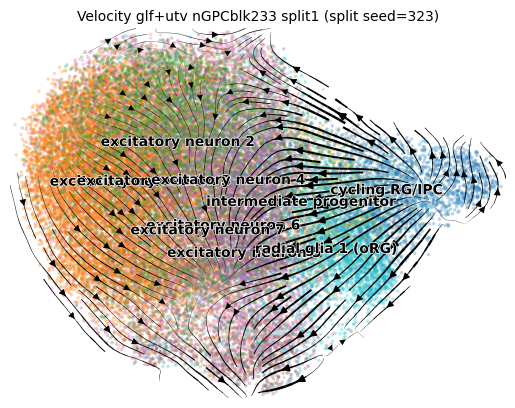 Velocity glf+utv nGPCblk233 split1 (split seed=323)
excitatory neuron 2
excitatory neuron 4
cycling RG/IPC
intermediate progenitor
excitatory neuron 6
excitatory neuron 7
radial glia 1 (oRG)
excitatory neuron